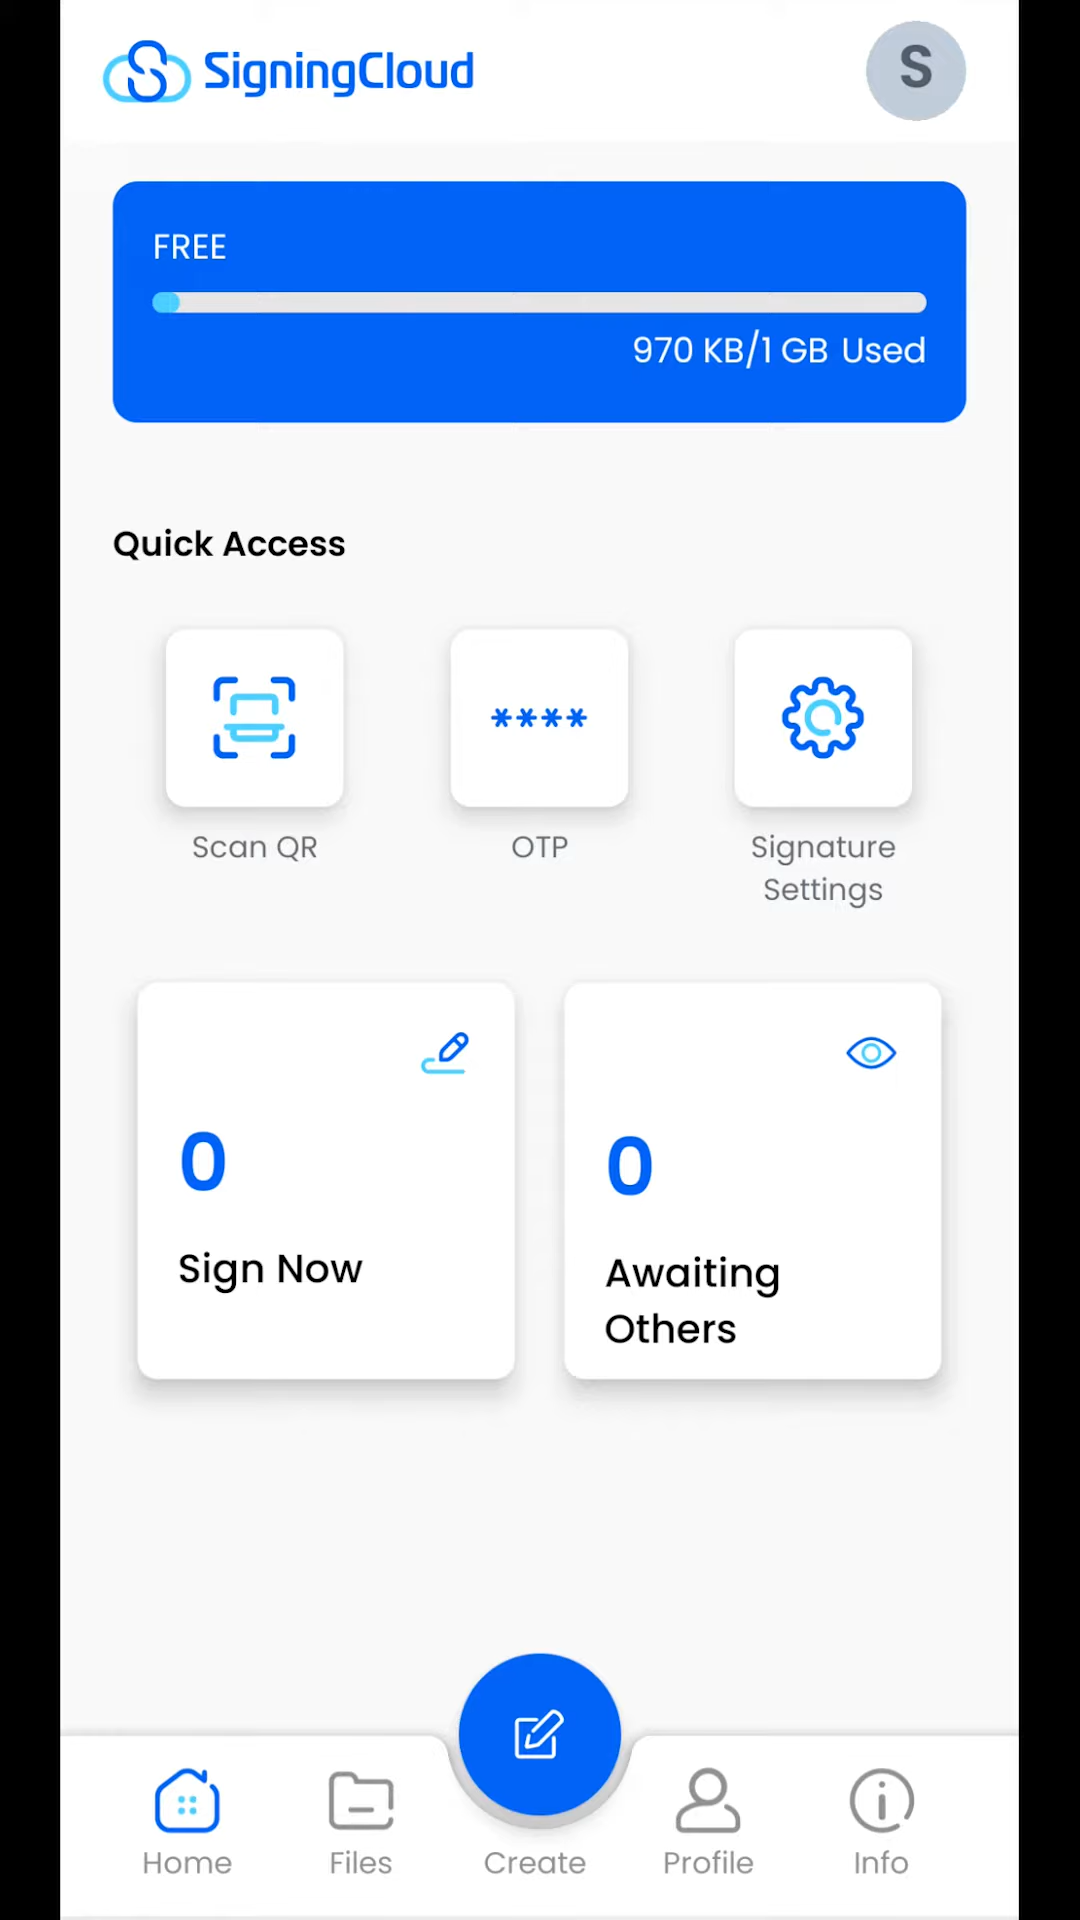 SigningCloud
S
FREE
970 KB/1 GB Used
Quick Access
****
Scan QR
OTP
Signature
Settings
0
Sign Now
0
Awaiting
Others
Home
Files
Create
Profile
Info